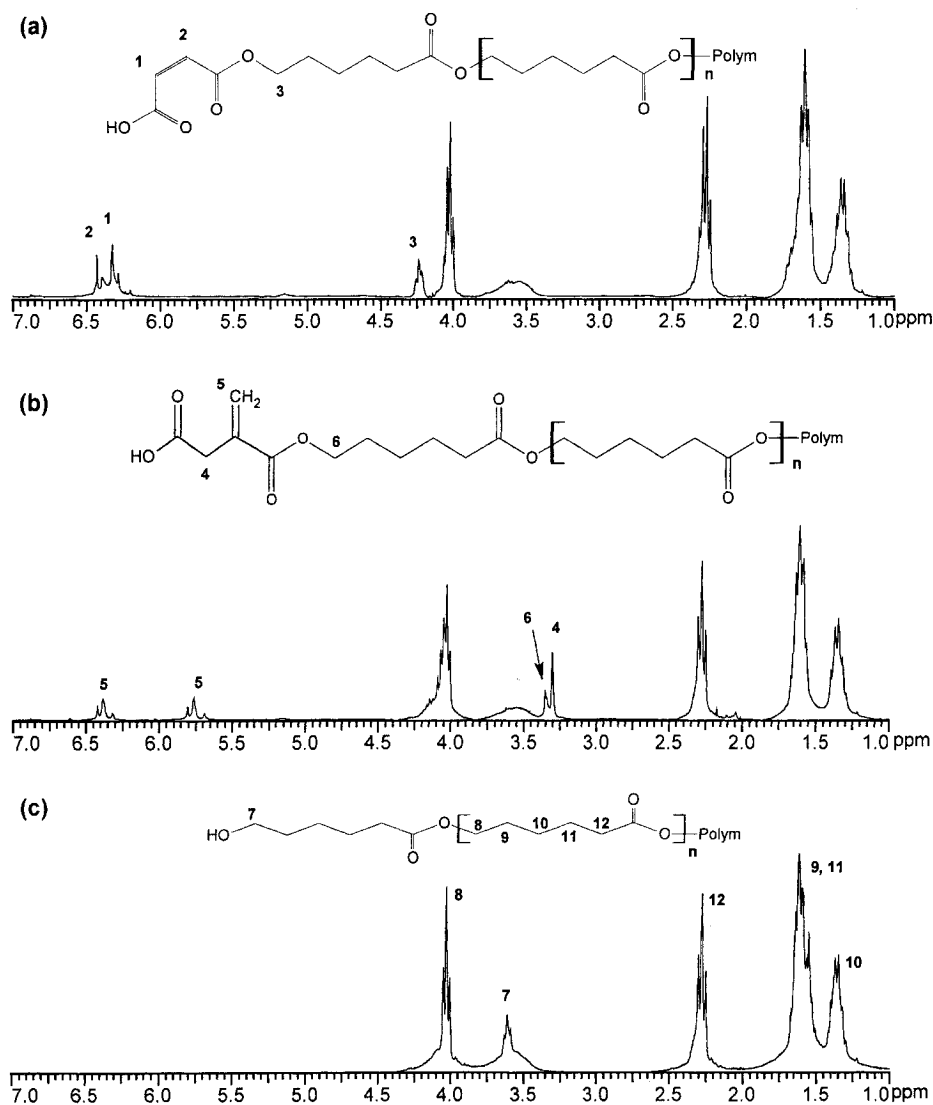 (a)
O
1 2 O O [ O ]n Polym
O O 3 O
HO O
2 1 3
7.0 6.5 6.0 5.5 5.0 4.5 4.0 3.5 3.0 2.5 2.0 1.5 1.0 ppm
(b)
5 CH2
O O
HO 4 O 6 O [ O ]n Polym
O O
5 5 6 4
7.0 6.5 6.0 5.5 5.0 4.5 4.0 3.5 3.0 2.5 2.0 1.5 1.0 ppm
(c)
O
7 O [ 8 9 10 11 12 O ]n Polym
HO O
8 7 12 9, 11 10
7.0 6.5 6.0 5.5 5.0 4.5 4.0 3.5 3.0 2.5 2.0 1.5 1.0 ppm